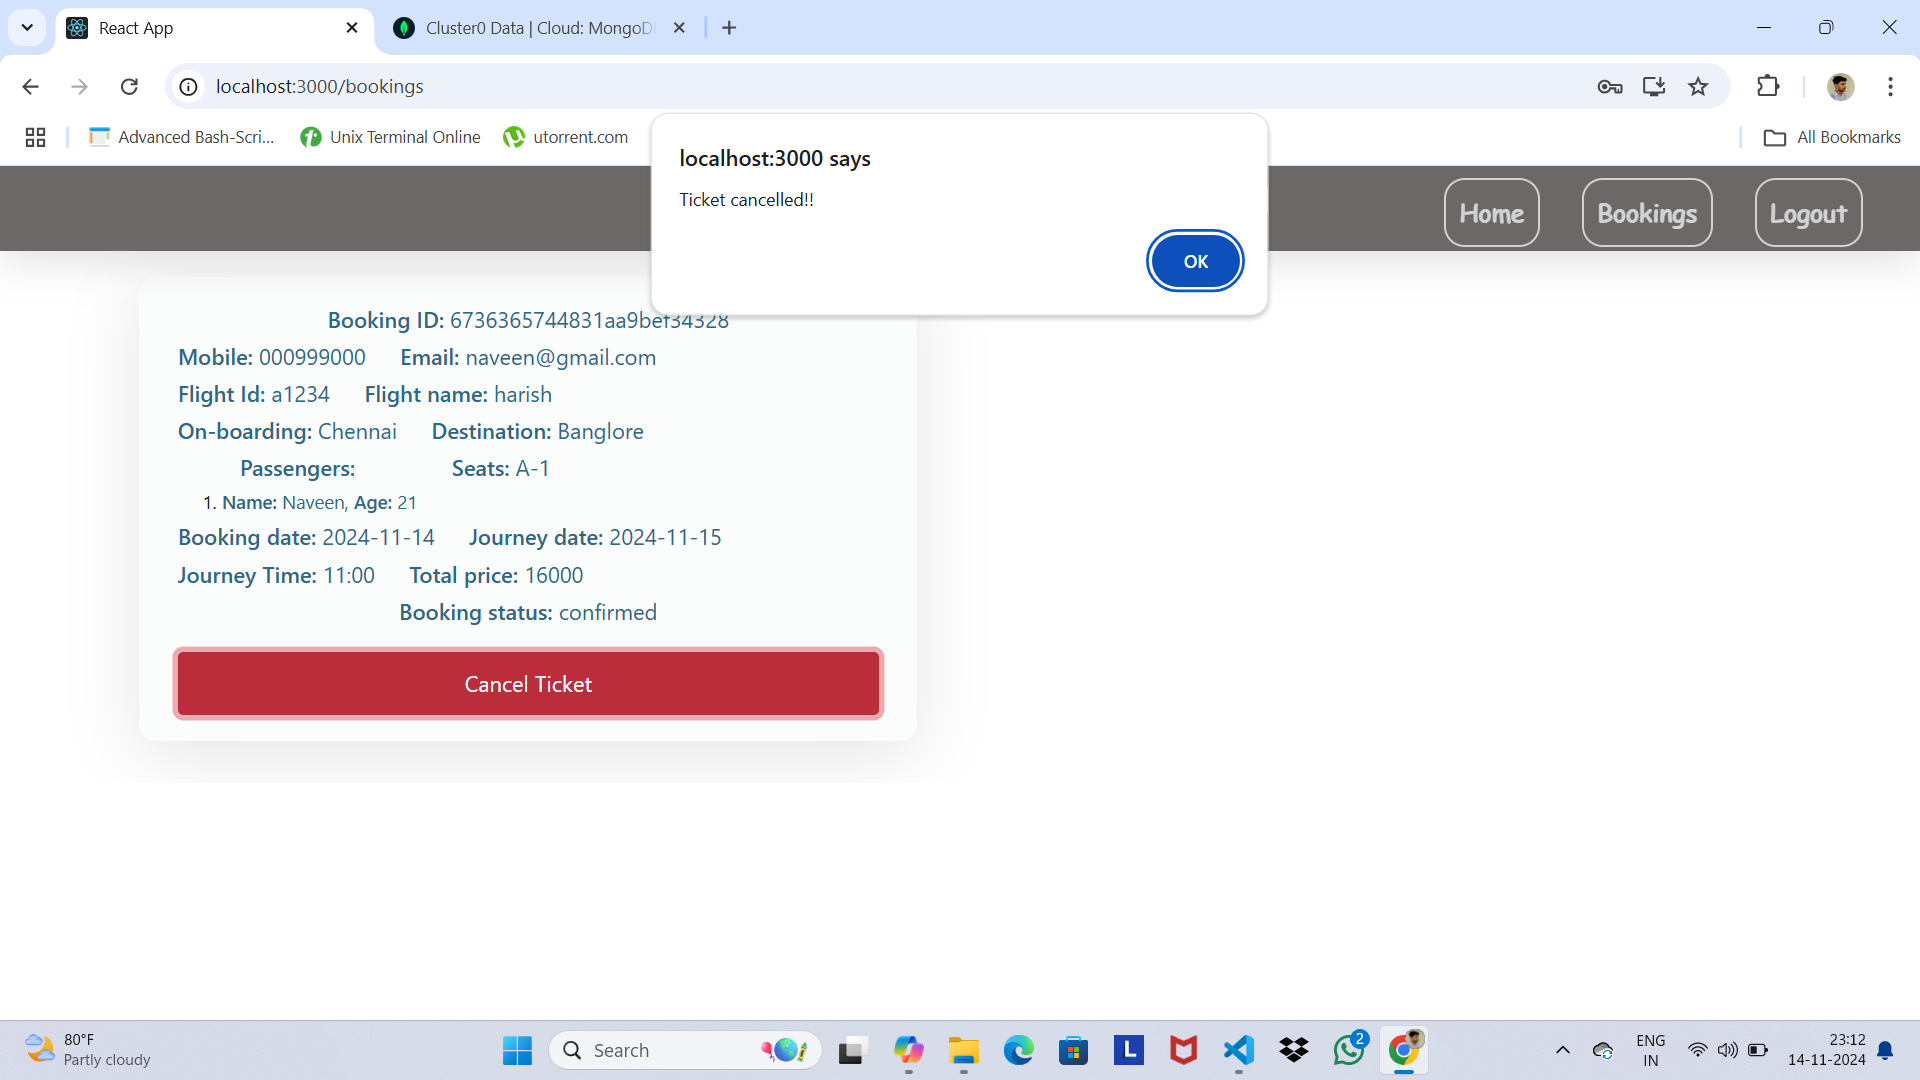 React App
Cluster0 Data | Cloud: MongoD
localhost:3000/bookings
Advanced Bash-Scri...
Unix Terminal Online
utorrent.com
All Bookmarks
localhost:3000 says
Ticket cancelled!!
OK
Home
Bookings
Logout
Booking ID: 6736365744831aa9bef34328
Mobile: 000999000 Email: naveen@gmail.com
Flight Id: a1234 Flight name: harish
On-boarding: Chennai Destination: Banglore
Passengers: Seats: A-1
1. Name: Naveen, Age: 21
Booking date: 2024-11-14 Journey date: 2024-11-15
Journey Time: 11:00 Total price: 16000
Booking status: confirmed
Cancel Ticket
80°F
Partly cloudy
Search
L
2
ENG
IN
23:12
14-11-2024